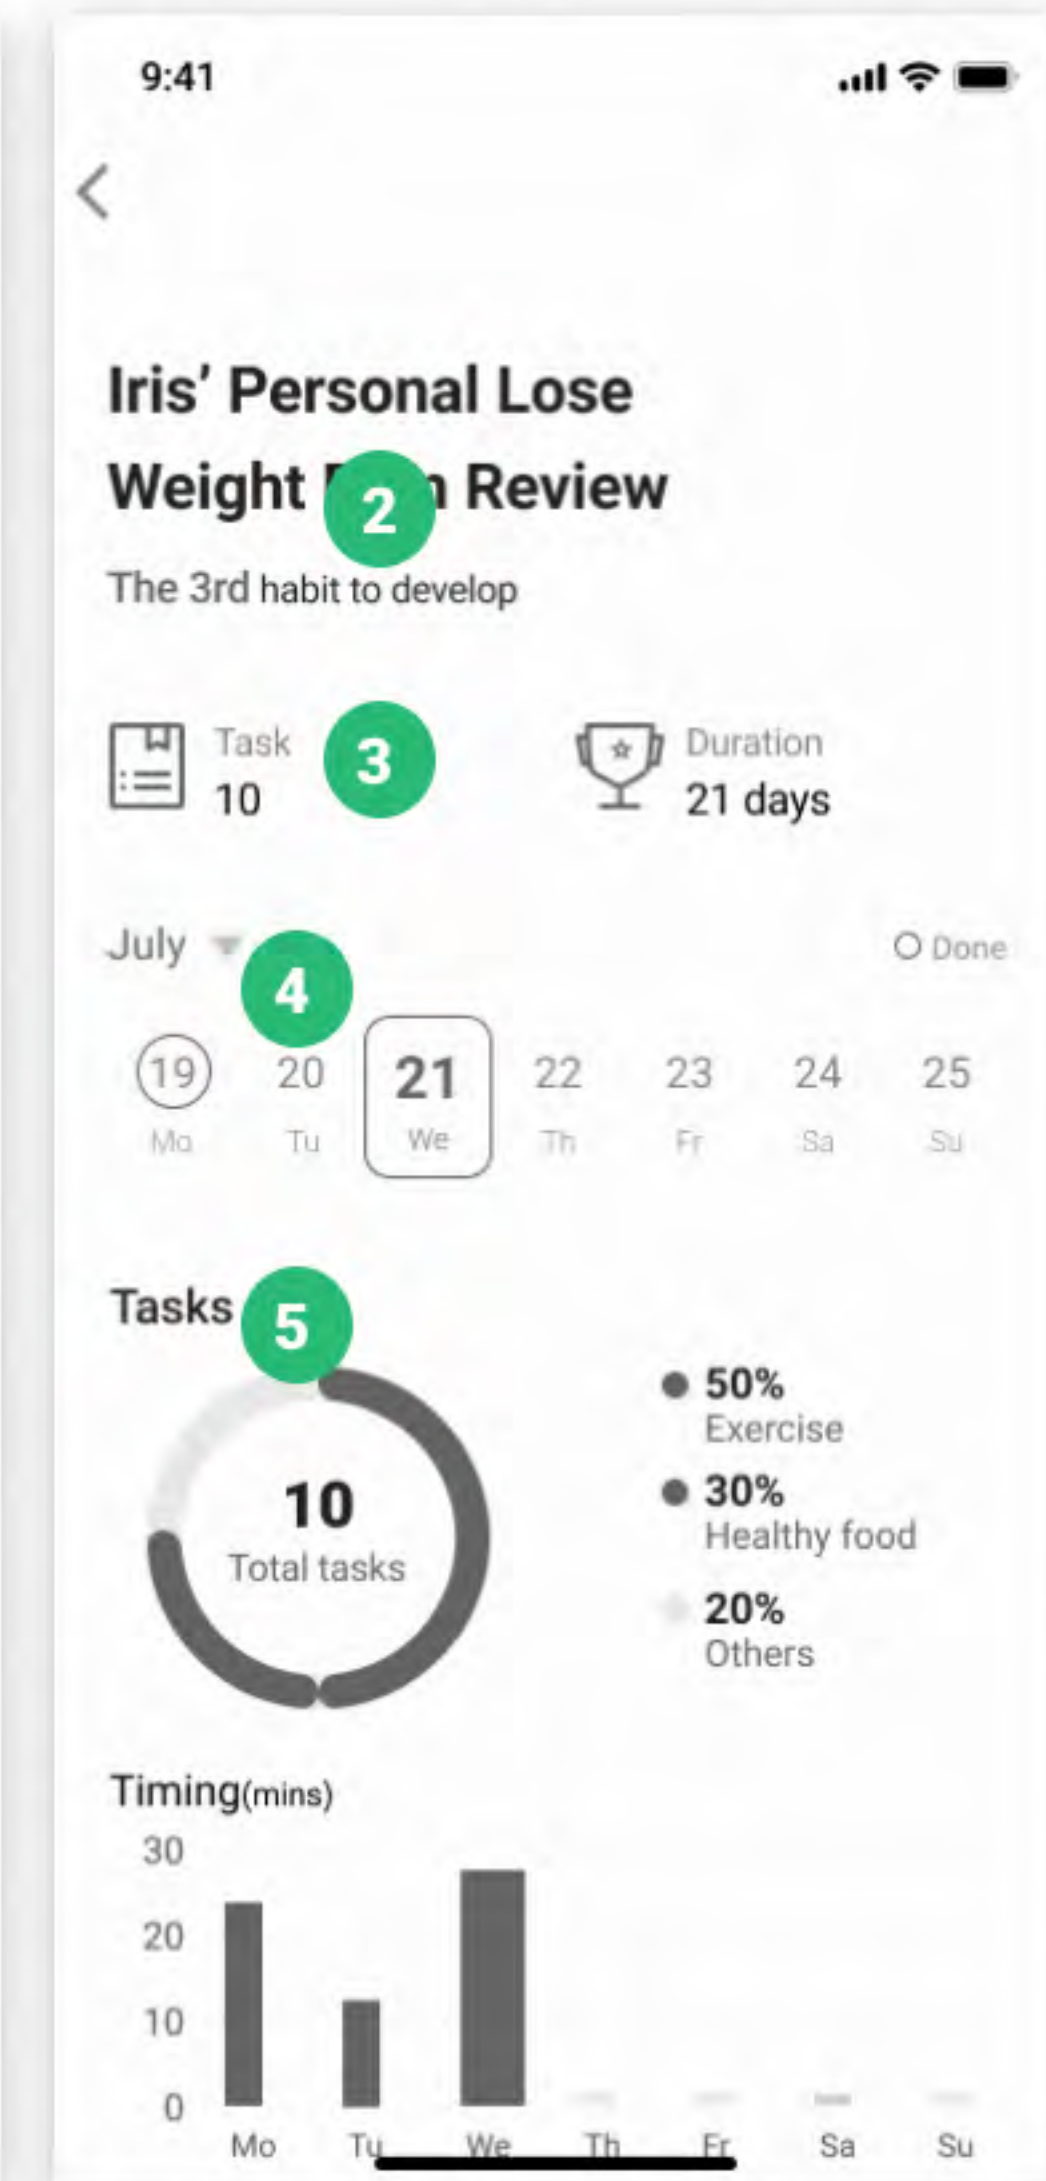 9:41
Iris’ Personal Lose
Weight Review
2
The 3rd habit to develop
Task
10
3
Duration
21 days
July
4
Done
19 20 21 22 23 24 25
Mo Tu We Th Fr Sa Su
Tasks
5
10
Total tasks
50%
Exercise
30%
Healthy food
20%
Others
Timing(mins)
30
20
10
0
Mo Tu We Th Fr Sa Su